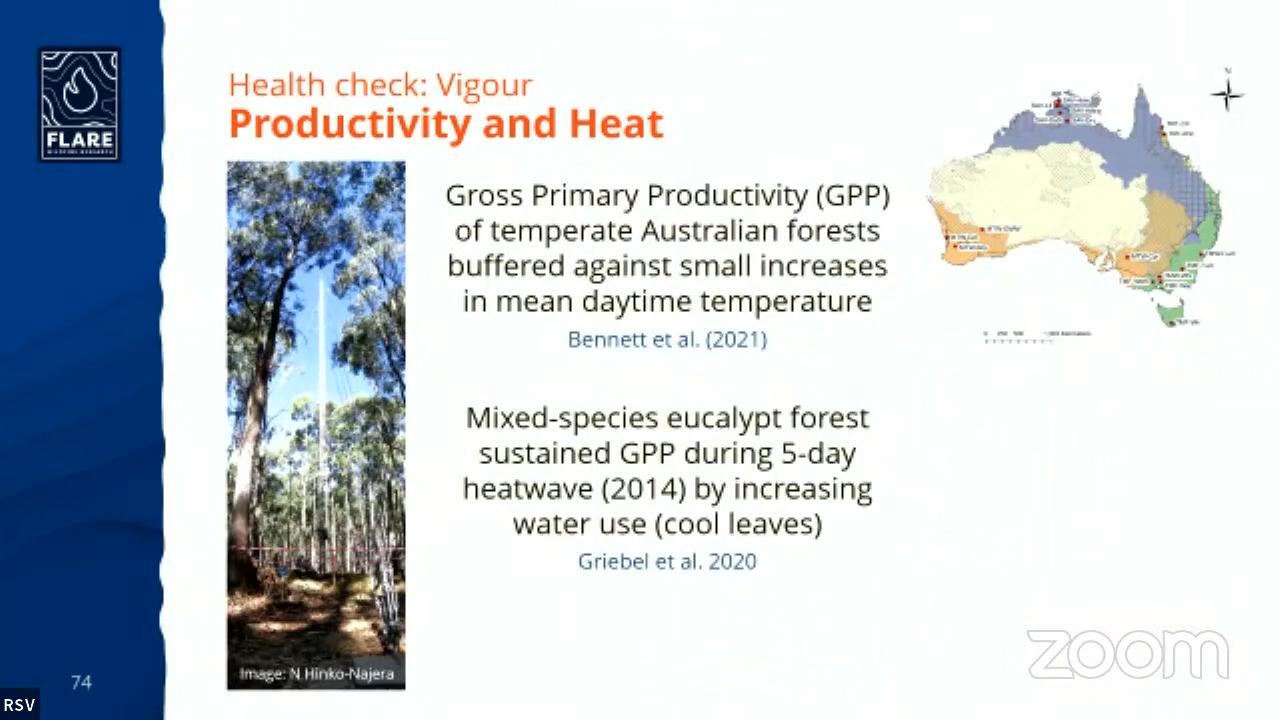 FLARE
Health check: Vigour
Productivity and Heat
Gross Primary Productivity (GPP)
of temperate Australian forests
buffered against small increases
in mean daytime temperature
Bennett et al. (2021)
Mixed-species eucalypt forest
sustained GPP during 5-day
heatwave (2014) by increasing
water use (cool leaves)
Griebel et al. 2020
Image: N Hinko-Najera
N
zoom
74
RSV